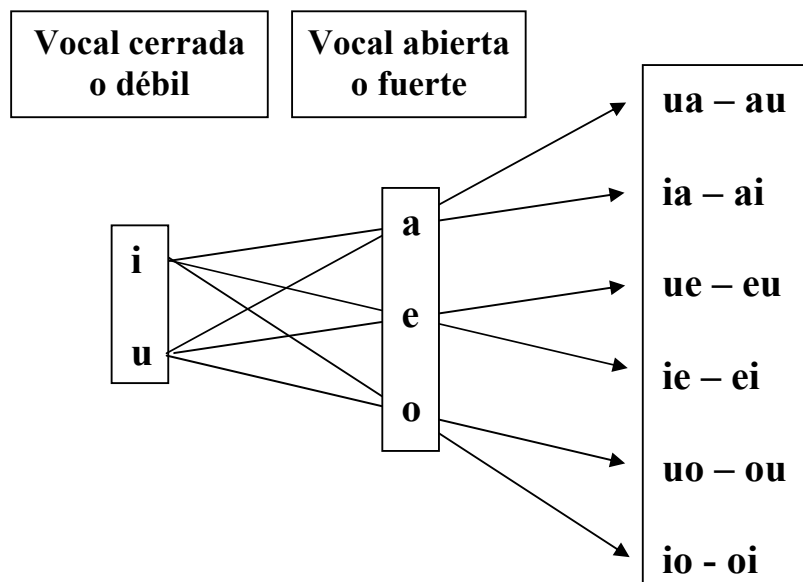 Vocal cerrada
o débil
Vocal abierta
o fuerte
i
u
a
e
o
ua – au
ia – ai
ue – eu
ie – ei
uo – ou
io - oi